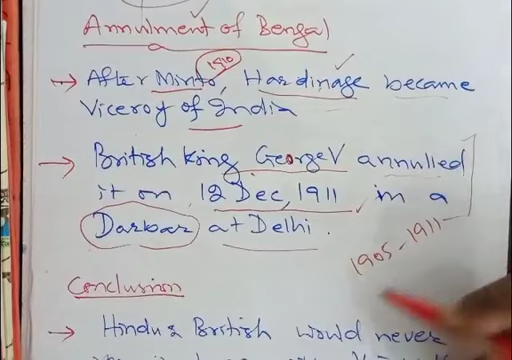 Annulment of Bengal
1910
→ After Minto, Hardinage became
Viceroy of India
→ British king George V annulled
it on 12 Dec, 1911 in a
Darbar at Delhi.
1905-1911
Conclusion
→ Hindu & British would never